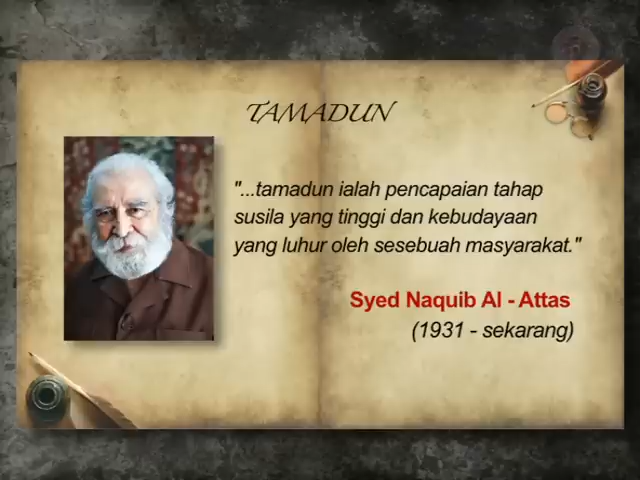 TAMADUN
"...tamadun ialah pencapaian tahap
susila yang tinggi dan kebudayaan
yang luhur oleh sesebuah masyarakat."
Syed Naquib Al - Attas
(1931 - sekarang)